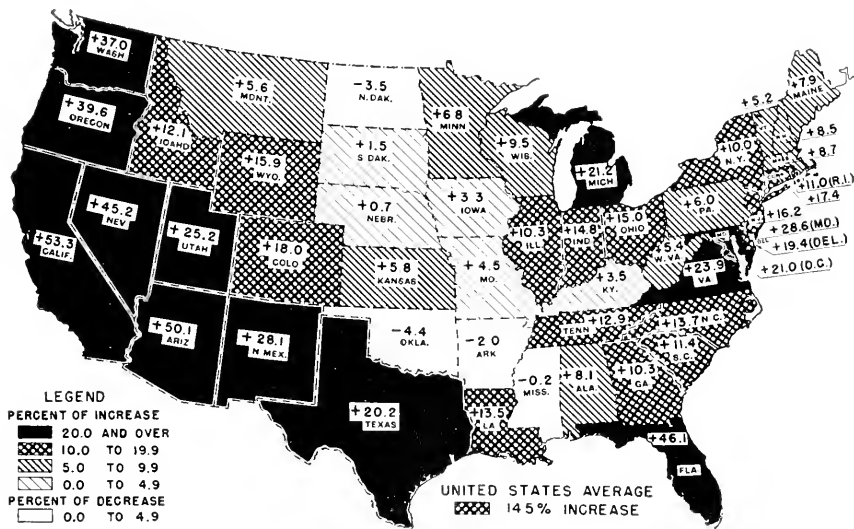 +37.0
WASH
+39.6
OREGON
+53.3
CALIF.
+45.2
NEV
+12.1
IDAHO
+5.6
MONT.
+15.9
WYO.
+25.2
UTAH
+18.0
COLO
+50.1
ARIZ
+28.1
N MEX.
-3.5
N.DAK.
+1.5
S DAK.
+0.7
NEBR.
+5.8
KANSAS
-4.4
OKLA.
+20.2
TEXAS
+6.8
MINN
+3.3
IOWA
+4.5
MO.
-2.0
ARK
+13.5
LA
+9.5
WIS.
+10.3
ILL
+21.2
MICH
+14.8
IND
+15.0
OHIO
+3.5
KY.
TENN +12.9
-0.2
MISS.
+8.1
ALA.
+10.3
GA
+46.1
FLA
+11.4
S.C.
+13.7 N.C.
+23.9
VA
+5.4
W.VA
+6.0
PA.
+10.0
N.Y.
+5.2
+7.9
MAINE
+8.5
+8.7
+11.0 (R.I.)
+17.4
+16.2
+28.6 (MD.)
+19.4 (DEL.)
+21.0 (D.C.)
LEGEND
PERCENT OF INCREASE
20.0 AND OVER
10.0 TO 19.9
5.0 TO 9.9
0.0 TO 4.9
PERCENT OF DECREASE
0.0 TO 4.9
UNITED STATES AVERAGE
14.5% INCREASE